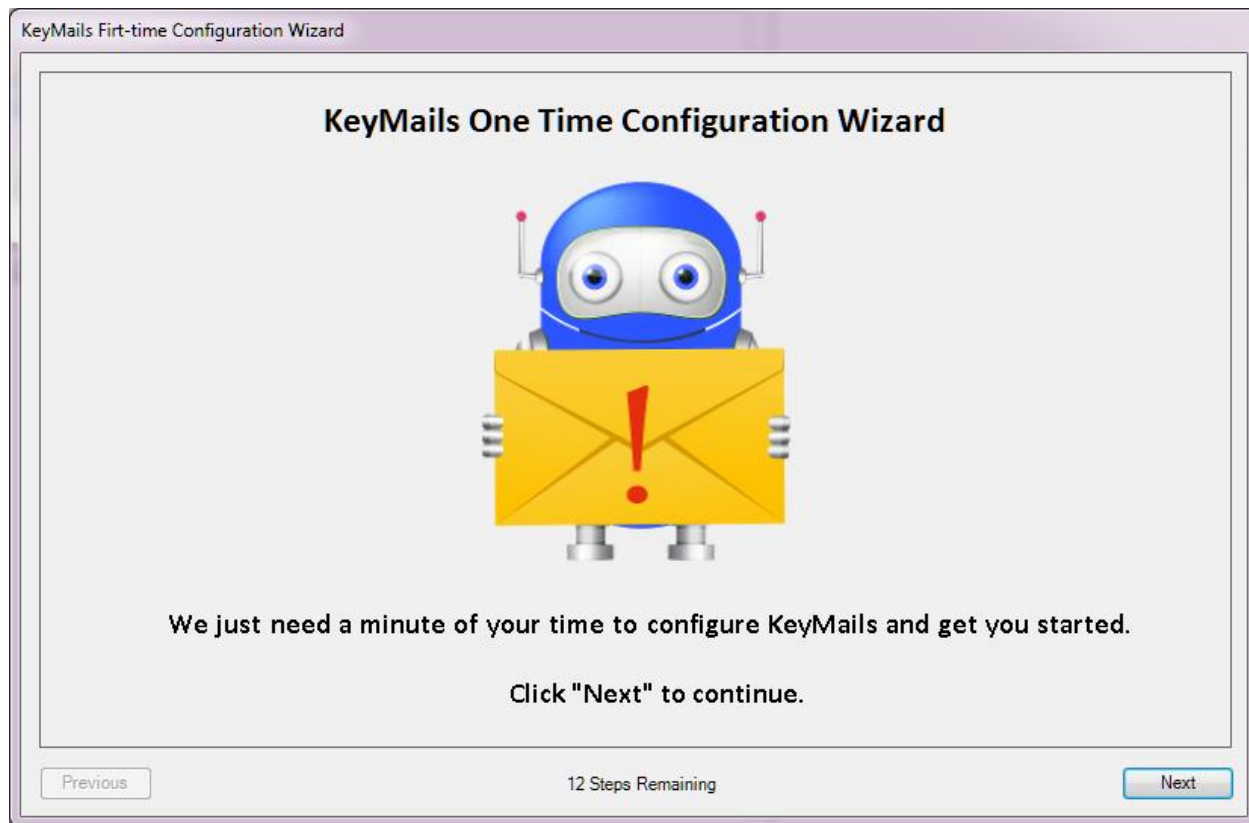 KeyMails Firt-time Configuration Wizard
KeyMails One Time Configuration Wizard
We just need a minute of your time to configure KeyMails and get you started.
Click "Next" to continue.
Previous
12 Steps Remaining
Next